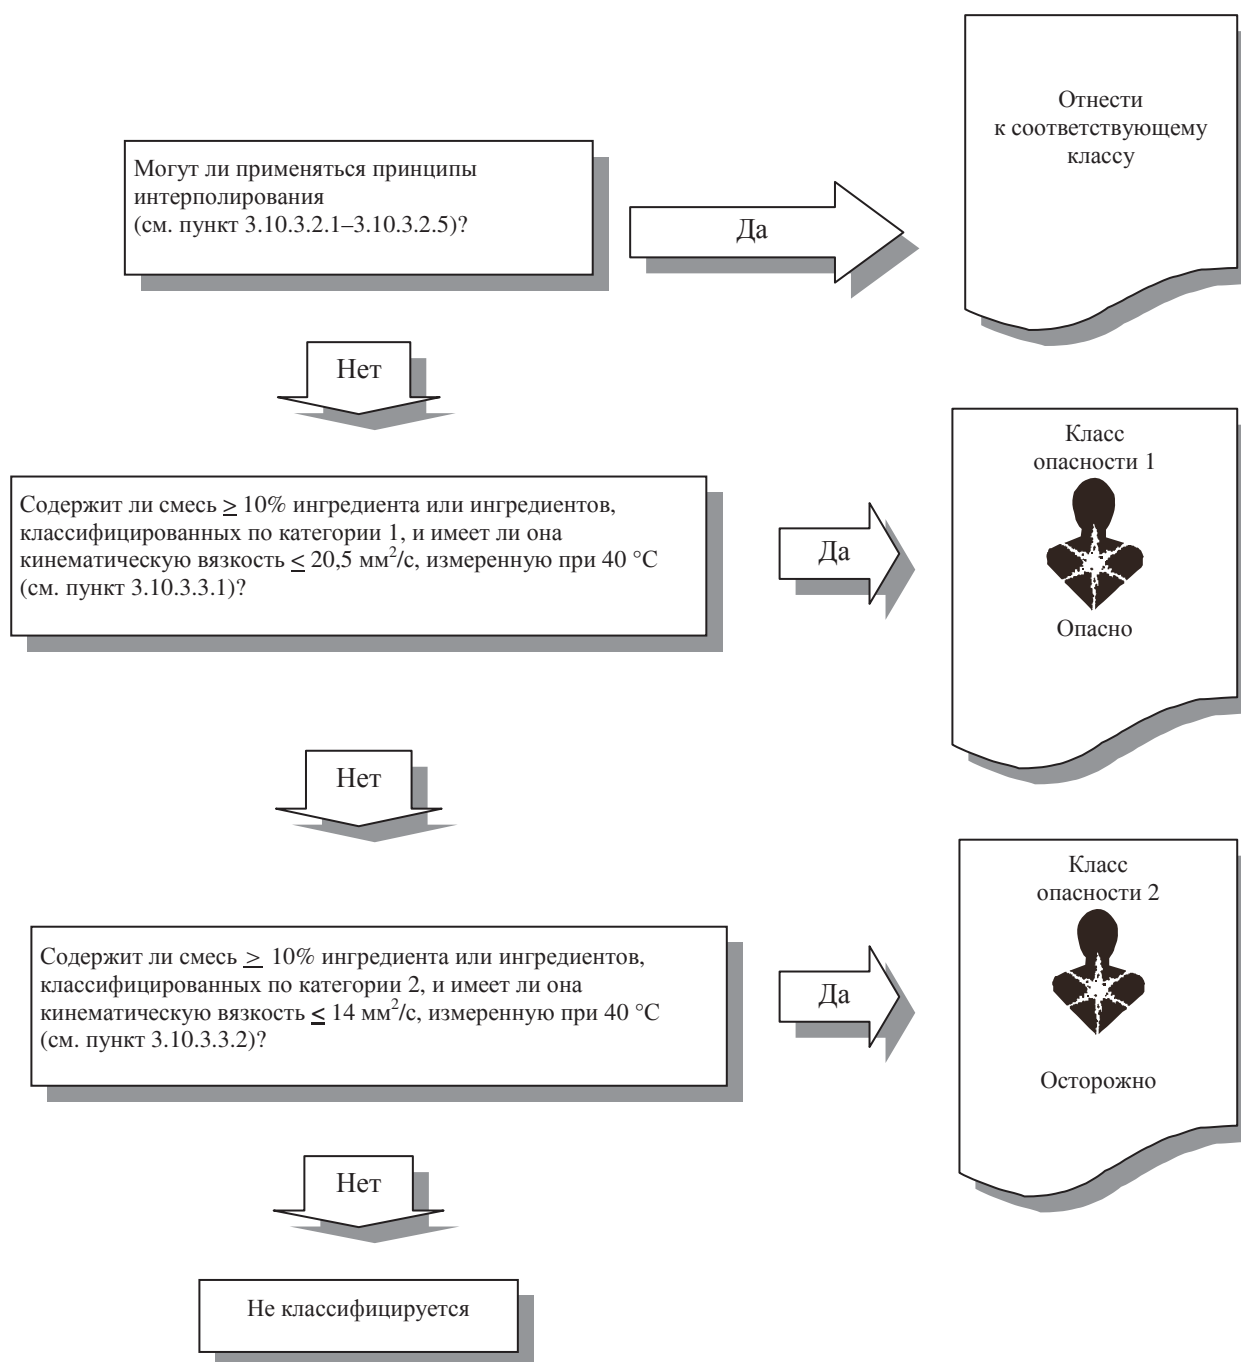 Могут ли применяться принципы
интерполирования
(см. пункт 3.10.3.2.1–3.10.3.2.5)?
Да
Отнести
к соответствующему
классу
Нет
Содержит ли смесь ≥ 10% ингредиента или ингредиентов,
классифицированных по категории 1, и имеет ли она
кинематическую вязкость ≤ 20,5 мм²/с, измеренную при 40 °C
(см. пункт 3.10.3.3.1)?
Да
Класс
опасности 1
Опасно
Нет
Содержит ли смесь ≥ 10% ингредиента или ингредиентов,
классифицированных по категории 2, и имеет ли она
кинематическую вязкость ≤ 14 мм²/с, измеренную при 40 °C
(см. пункт 3.10.3.3.2)?
Да
Класс
опасности 2
Осторожно
Нет
Не классифицируется